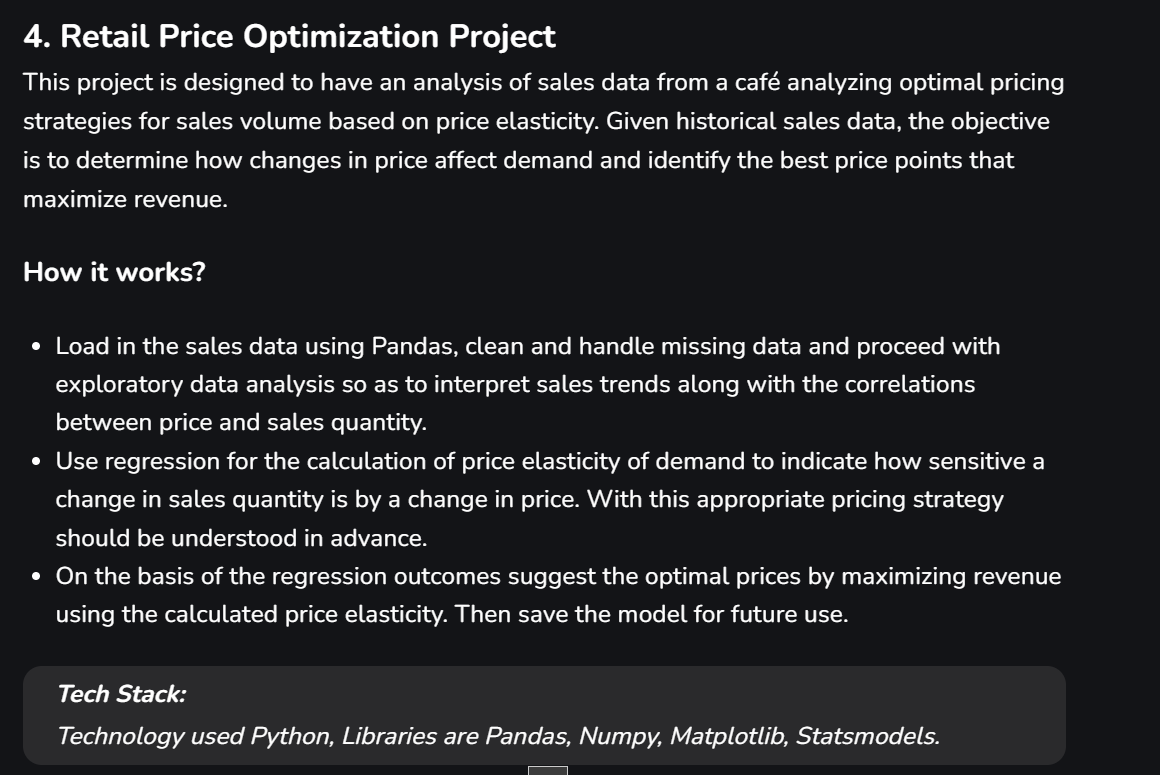 4. Retail Price Optimization Project
This project is designed to have an analysis of sales data from a café analyzing optimal pricing
strategies for sales volume based on price elasticity. Given historical sales data, the objective
is to determine how changes in price affect demand and identify the best price points that
maximize revenue.
How it works?
• Load in the sales data using Pandas, clean and handle missing data and proceed with
exploratory data analysis so as to interpret sales trends along with the correlations
between price and sales quantity.
• Use regression for the calculation of price elasticity of demand to indicate how sensitive a
change in sales quantity is by a change in price. With this appropriate pricing strategy
should be understood in advance.
• On the basis of the regression outcomes suggest the optimal prices by maximizing revenue
using the calculated price elasticity. Then save the model for future use.
Tech Stack:
Technology used Python, Libraries are Pandas, Numpy, Matplotlib, Statsmodels.